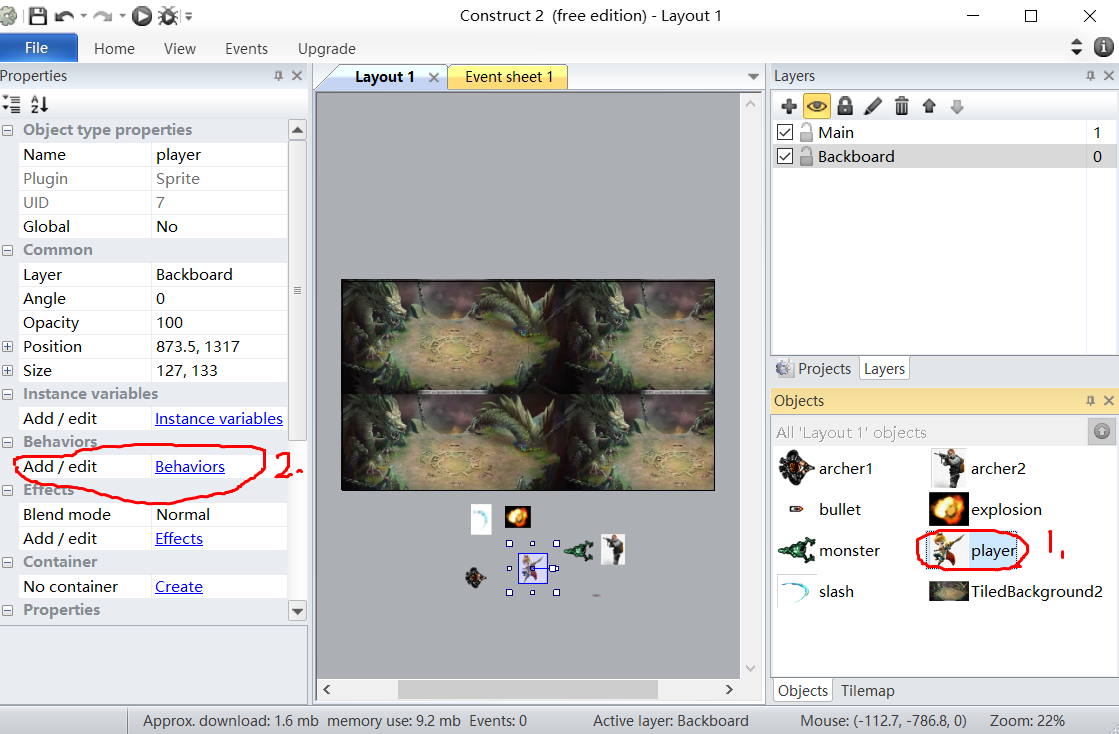 Construct 2 (free edition) - Layout 1
File Home View Events Upgrade
Properties
Object type properties
Name player
Plugin Sprite
UID 7
Global No
Common
Layer Backboard
Angle 0
Opacity 100
Position 873.5, 1317
Size 127, 133
Instance variables
Add / edit Instance variables
Behaviors
Add / edit Behaviors
2.
Effects
Blend mode Normal
Add / edit Effects
Container
No container Create
Properties
Layout 1 Event sheet 1
Layers
Main 1
Backboard 0
Projects Layers
Objects
All 'Layout 1' objects
archer1 archer2
bullet explosion
monster player
1.
slash TiledBackground2
Objects Tilemap
Approx. download: 1.6 mb memory use: 9.2 mb Events: 0 Active layer: Backboard Mouse: (-112.7, -786.8, 0) Zoom: 22%